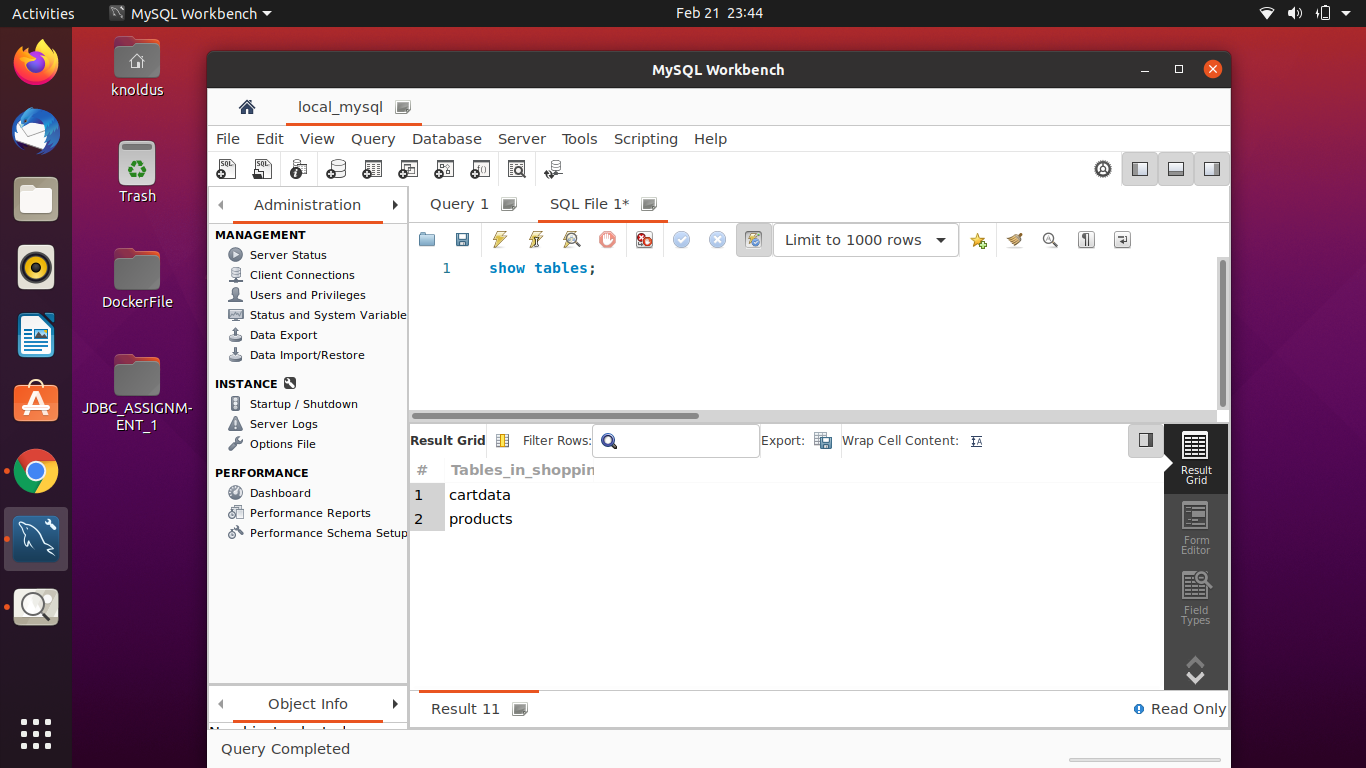 Activities MySQL Workbench Feb 21 23:44
knoldus
Trash
DockerFile
JDBC_ASSIGNM-
ENT_1
MySQL Workbench
local_mysql
File Edit View Query Database Server Tools Scripting Help
Administration
MANAGEMENT
Server Status
Client Connections
Users and Privileges
Status and System Variable
Data Export
Data Import/Restore
INSTANCE
Startup / Shutdown
Server Logs
Options File
PERFORMANCE
Dashboard
Performance Reports
Performance Schema Setup
Object Info
Query 1 SQL File 1*
Limit to 1000 rows
1 show tables;
Result Grid Filter Rows: Export: Wrap Cell Content:
# Tables_in_shoppin
1 cartdata
2 products
Result
Grid
Form
Editor
Field
Types
Result 11 Read Only
Query Completed